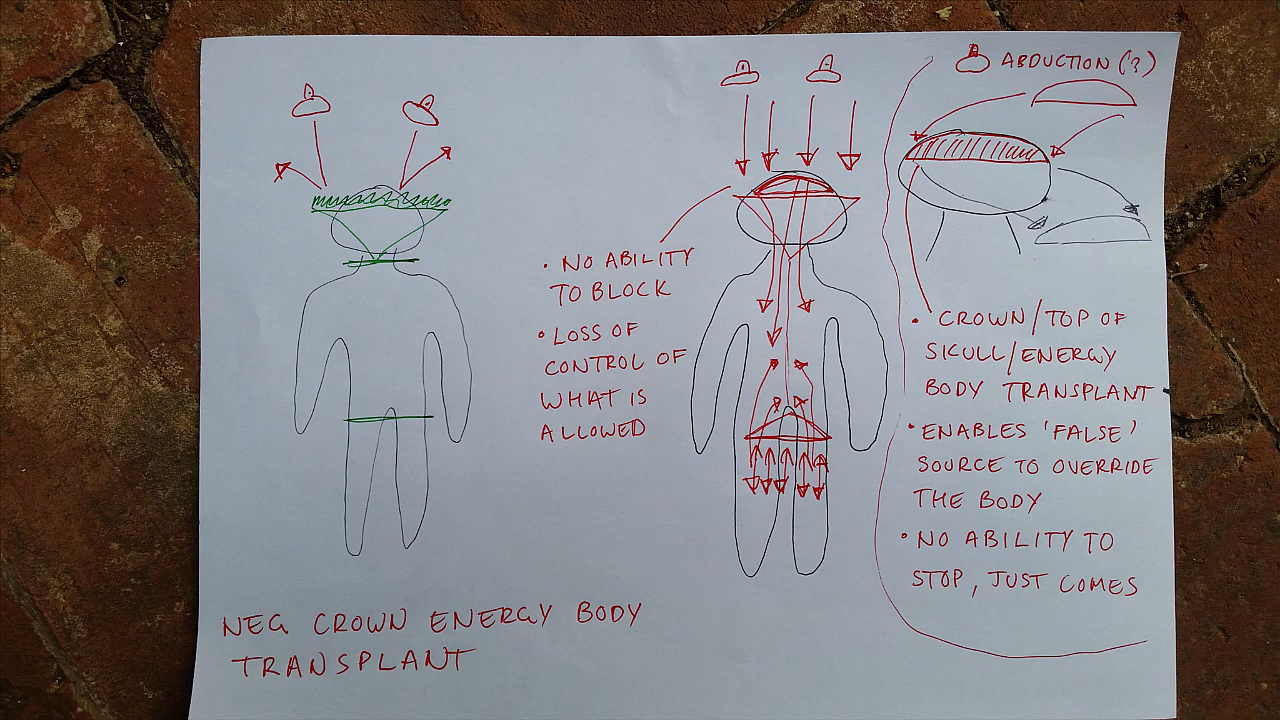 ABDUCTION (?)
• NO ABILITY
TO BLOCK
• LOSS OF
CONTROL OF
WHAT IS
ALLOWED
• CROWN/TOP OF
SKULL/ENERGY
BODY TRANSPLANT
• ENABLES 'FALSE'
SOURCE TO OVERRIDE
THE BODY
• NO ABILITY TO
STOP, JUST COMES
NEG CROWN ENERGY BODY
TRANSPLANT